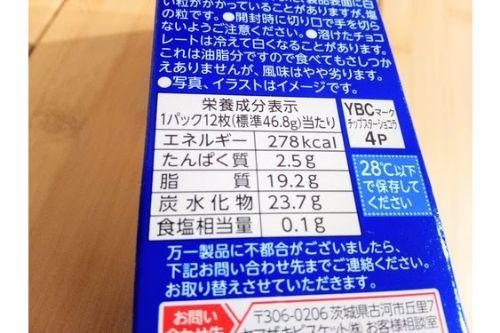 粒がかかっていることがありますが、塩
の粒です。●開封時に切り口で手を切ら
ないようご注意ください。●溶けたチョコ
レートは冷えて白くなることがあります。
これは油脂分ですので食べてもさしつか
えありませんが、風味はやや劣ります。
●写真、イラストはイメージです。
栄養成分表示
1パック12枚(標準46.8g)当たり
エネルギー 278kcal
たんぱく質 2.5g
脂質 19.2g
炭水化物 23.7g
食塩相当量 0.1g
YBCマーク
チップスターショコラ
4P
28℃以下
で保存して
ください
万一製品に不都合がございましたら、
下記お問い合わせ先までご連絡ください。
お取り替えさせていただきます。
お問い
合わせ先
〒306-0206 茨城県古河市丘里7
ヤマザキビスケット(株)お客様相談室